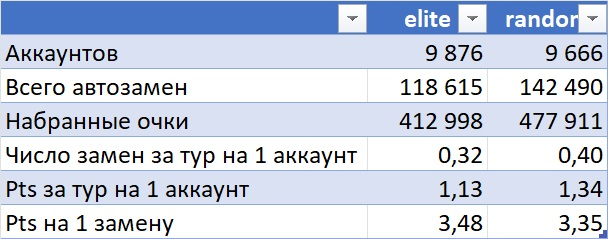 elite randor
Аккаунтов 9 876 9 666
Всего автозамен 118 615 142 490
Набранные очки 412 998 477 911
Число замен за тур на 1 аккаунт 0,32 0,40
Pts за тур на 1 аккаунт 1,13 1,34
Pts на 1 замену 3,48 3,35